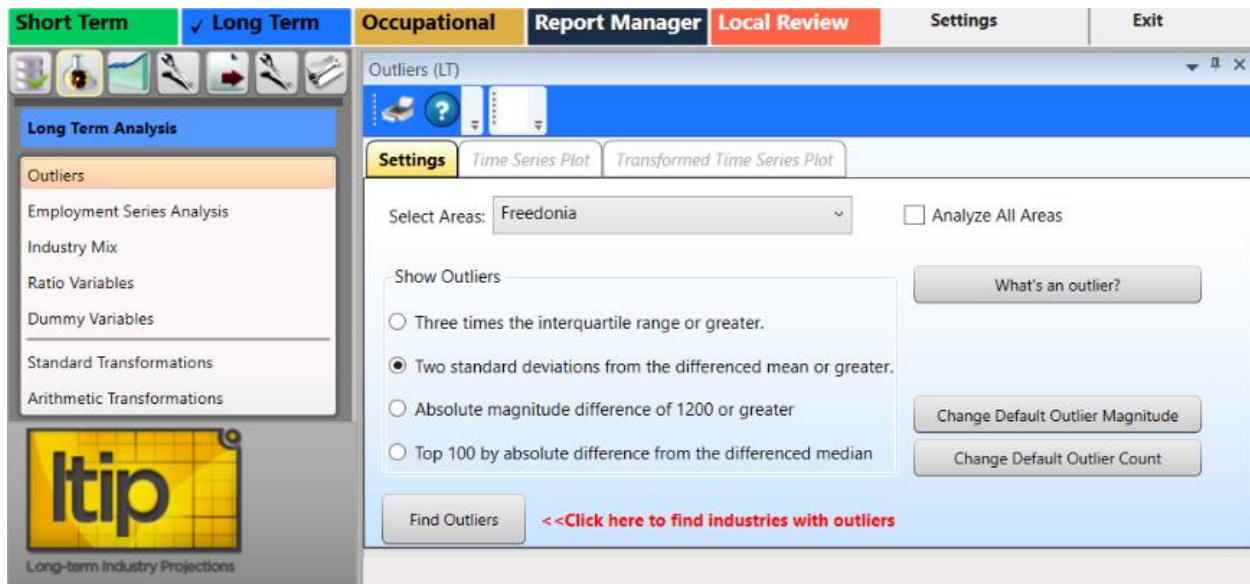 Short Term
✓ Long Term
Occupational
Report Manager
Local Review
Settings
Exit
Long Term Analysis
Outliers
Employment Series Analysis
Industry Mix
Ratio Variables
Dummy Variables
Standard Transformations
Arithmetic Transformations
ltip
Long-term Industry Projections
Outliers (LT)
Settings
Time Series Plot
Transformed Time Series Plot
Select Areas: Freedonia
Analyze All Areas
Show Outliers
Three times the interquartile range or greater.
Two standard deviations from the differenced mean or greater.
Absolute magnitude difference of 1200 or greater
Top 100 by absolute difference from the differenced median
What's an outlier?
Change Default Outlier Magnitude
Change Default Outlier Count
Find Outliers
<<Click here to find industries with outliers